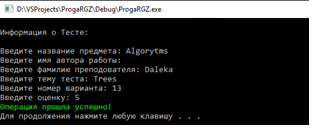 D:\VSProjects\ProgaRGZ\Debug\ProgaRGZ.exe
Информация о Тесте:
Введите название предмета: Algorytms
Введите имя автора работы:
Введите фамилию преподователя: Daleka
Введите тему теста: Trees
Введите номер варианта: 13
Введите оценку: 5
Операция прошла успешно!
Для продолжения нажмите любую клавишу . . .